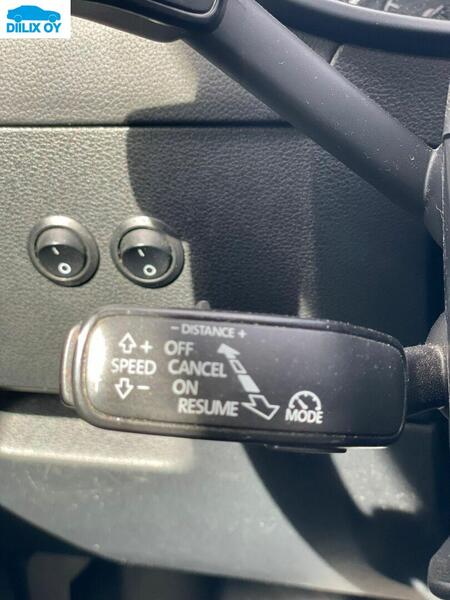 DIILIX OY
O O
– DISTANCE +
+ OFF
SPEED CANCEL
– ON
RESUME
MODE